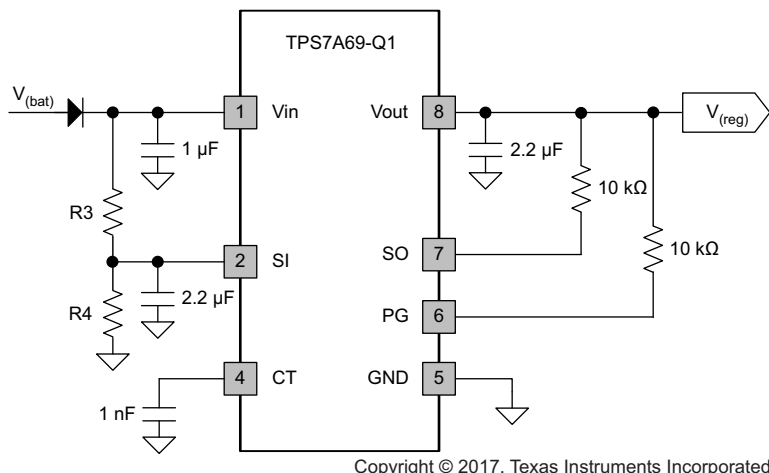 TPS7A69-Q1
V(bat)
1
Vin
Vout
8
V(reg)
1 µF
2.2 µF
10 kΩ
R3
10 kΩ
2
SI
SO
7
R4
2.2 µF
PG
6
4
CT
GND
5
1 nF
Copyright © 2017, Texas Instruments Incorporated